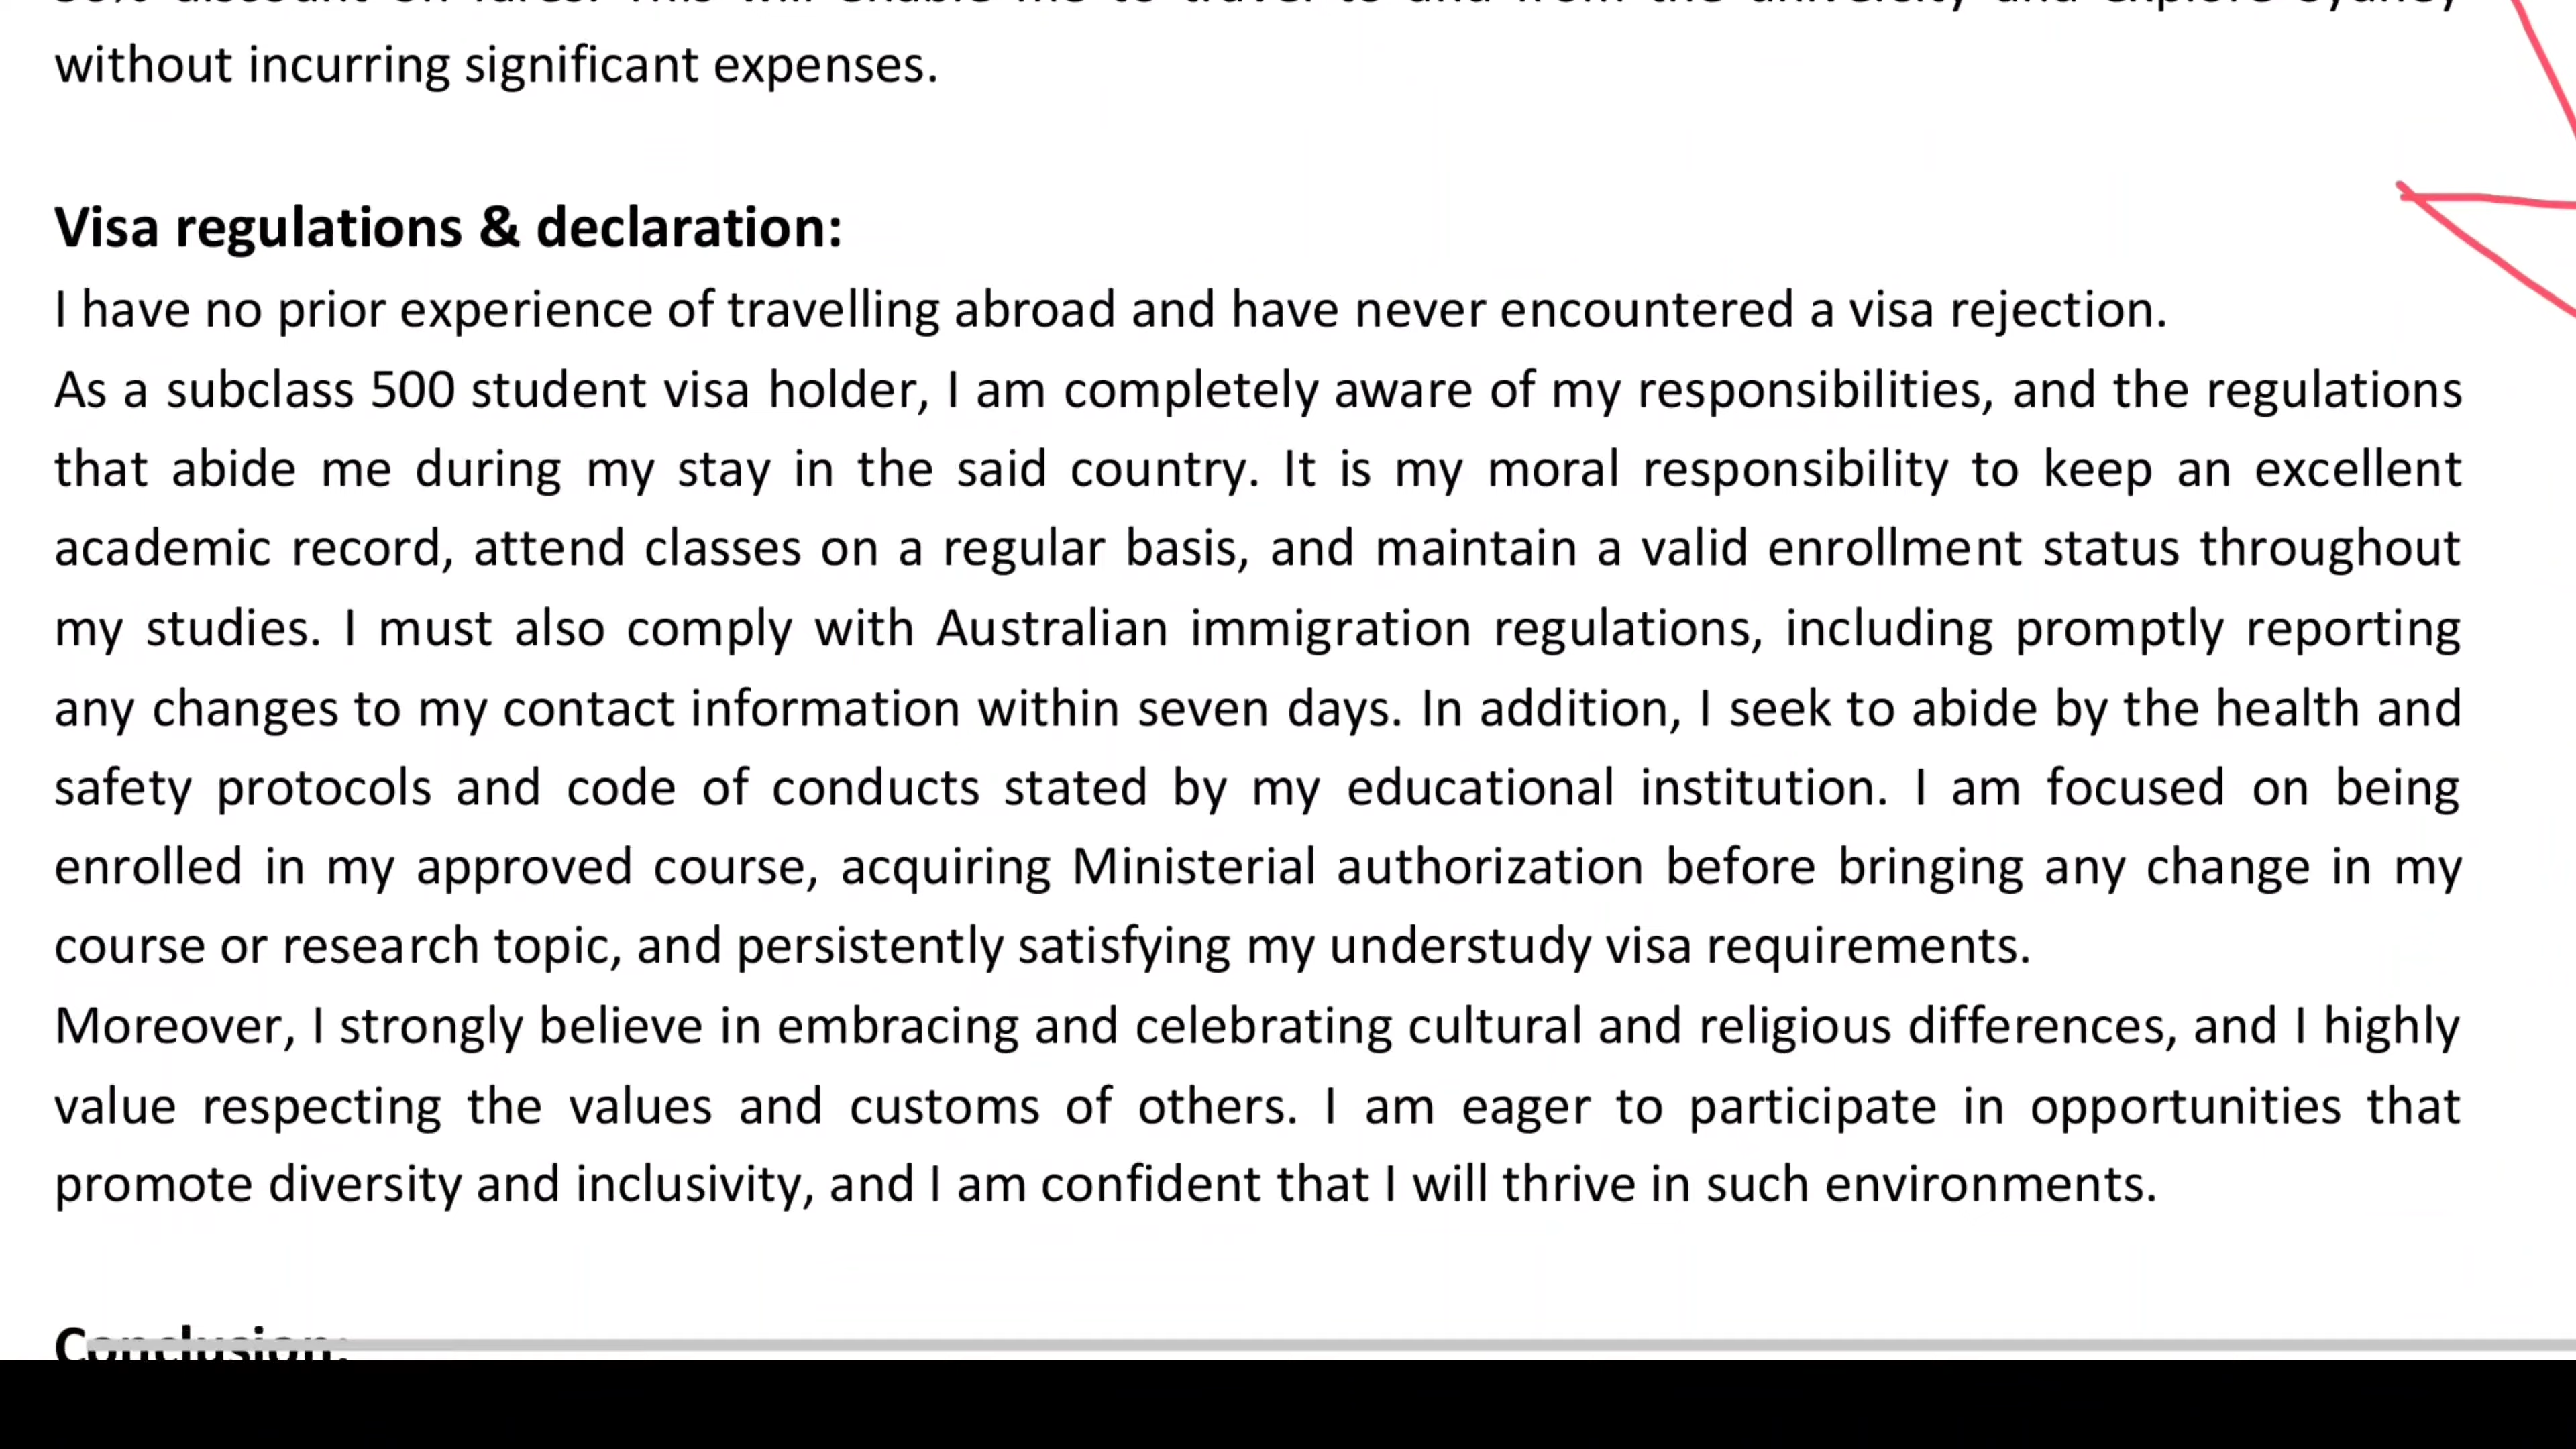 without incurring significant expenses.
Visa regulations & declaration:
I have no prior experience of travelling abroad and have never encountered a visa rejection.
As a subclass 500 student visa holder, I am completely aware of my responsibilities, and the regulations
that abide me during my stay in the said country. It is my moral responsibility to keep an excellent
academic record, attend classes on a regular basis, and maintain a valid enrollment status throughout
my studies. I must also comply with Australian immigration regulations, including promptly reporting
any changes to my contact information within seven days. In addition, I seek to abide by the health and
safety protocols and code of conducts stated by my educational institution. I am focused on being
enrolled in my approved course, acquiring Ministerial authorization before bringing any change in my
course or research topic, and persistently satisfying my understudy visa requirements.
Moreover, I strongly believe in embracing and celebrating cultural and religious differences, and I highly
value respecting the values and customs of others. I am eager to participate in opportunities that
promote diversity and inclusivity, and I am confident that I will thrive in such environments.
Conclusion: